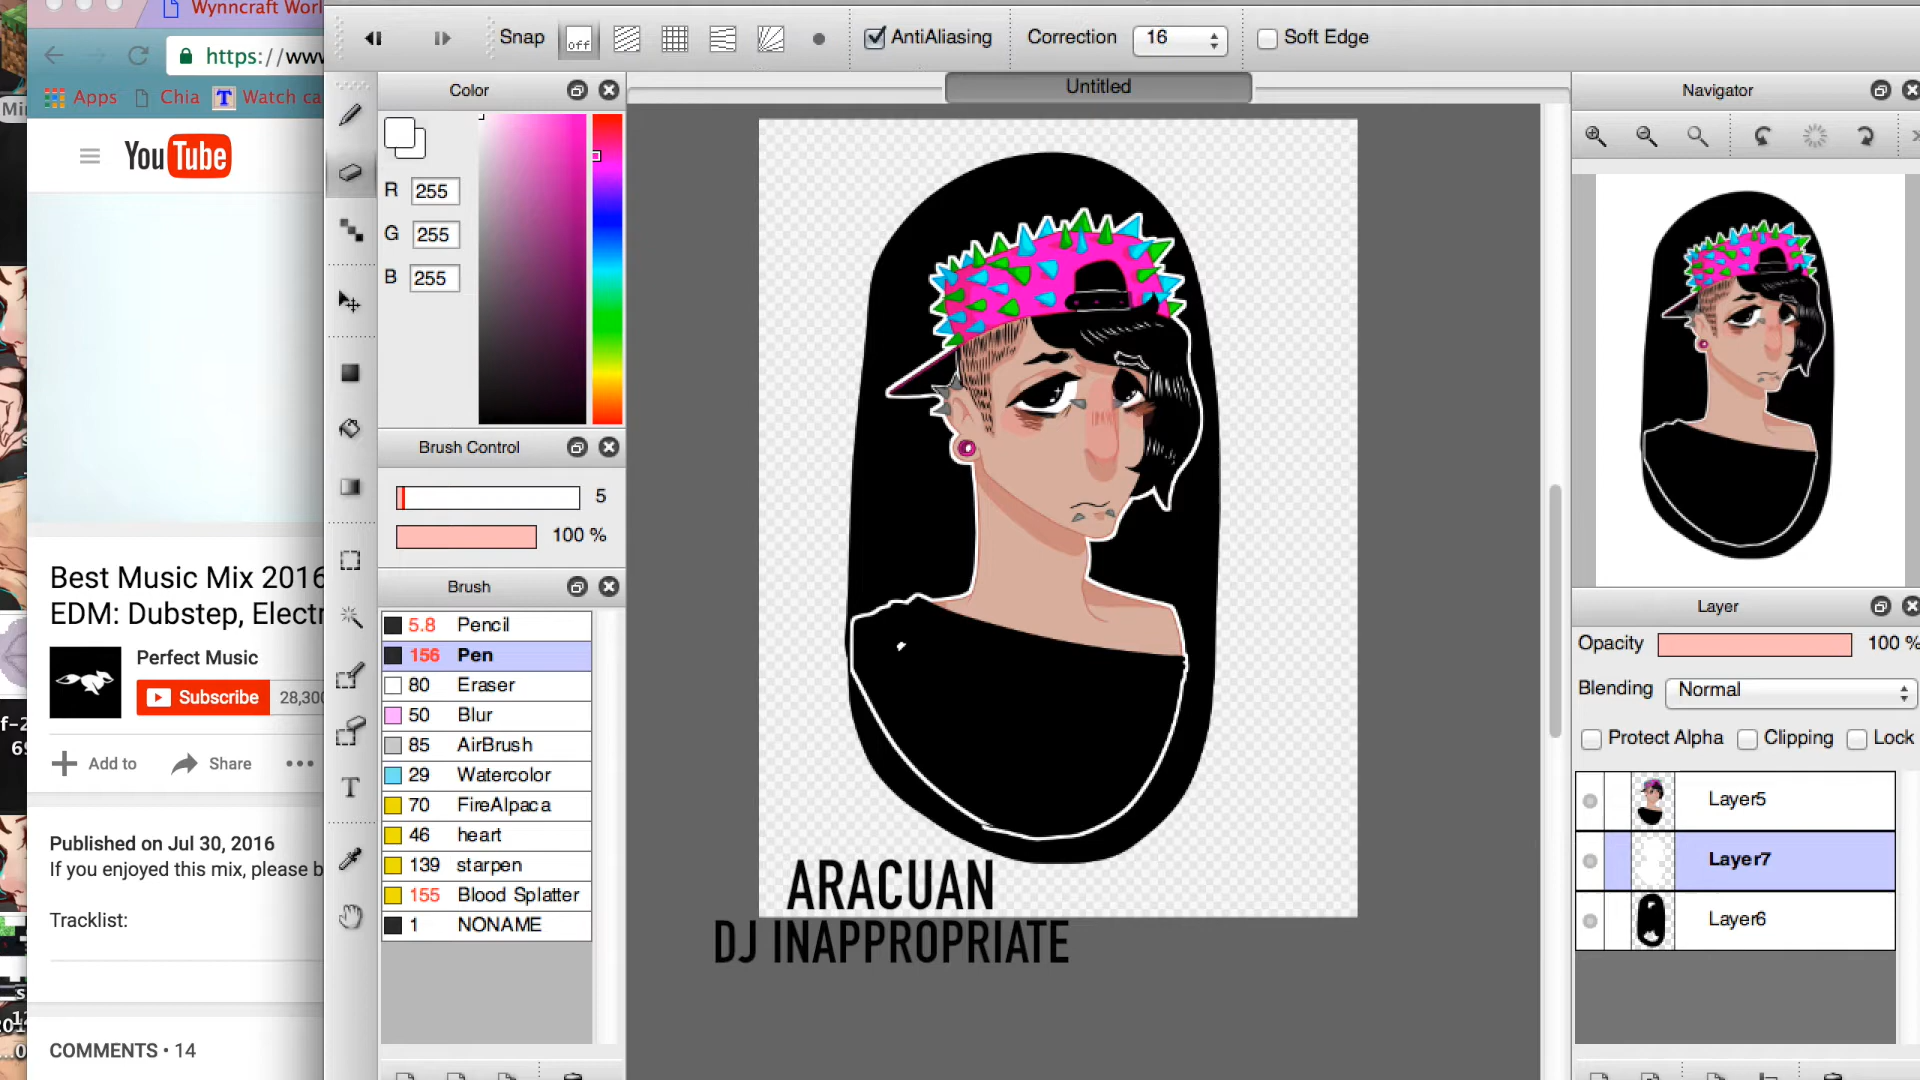 Wynncraft Worl
https://www
Apps
Chia
Watch ca
YouTube
Best Music Mix 2016
EDM: Dubstep, Electr
Perfect Music
Subscribe
28,300
Add to
Share
Published on Jul 30, 2016
If you enjoyed this mix, please b
Tracklist:
COMMENTS • 14
Snap
off
AntiAliasing
Correction
16
Soft Edge
Color
R 255
G 255
B 255
Brush Control
5
100 %
Brush
5.8 Pencil
156 Pen
80 Eraser
50 Blur
85 AirBrush
29 Watercolor
70 FireAlpaca
46 heart
139 starpen
155 Blood Splatter
1 NONAME
Untitled
ARACUAN
DJ INAPPROPRIATE
Navigator
Layer
Opacity 100 %
Blending Normal
Protect Alpha Clipping Lock
Layer5
Layer7
Layer6